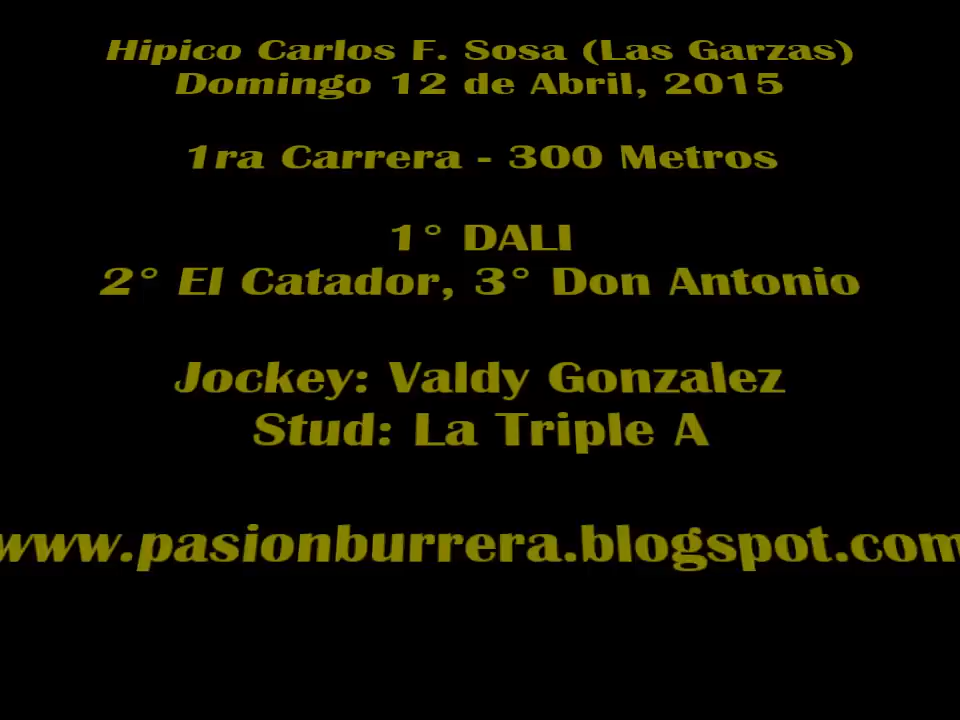 Hipico Carlos F. Sosa (Las Garzas)
Domingo 12 de Abril, 2015
1ra Carrera - 300 Metros
1° DALI
2° El Catador, 3° Don Antonio
Jockey: Valdy Gonzalez
Stud: La Triple A
www.pasionburrera.blogspot.com